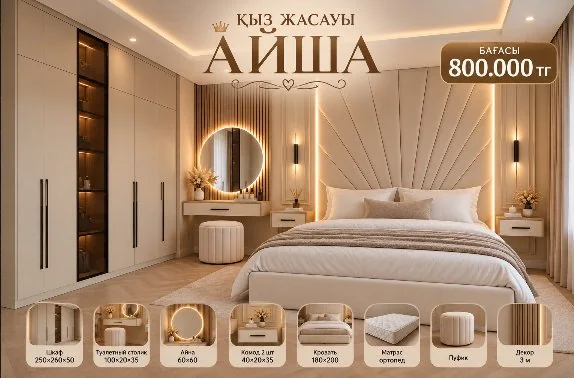 ҚЫЗ ЖАСАУЫ
АЙША
БАҒАСЫ
800.000 ТГ
Шкаф
250×260×50
Туалетный столик
100×20×35
Айна
60×60
Комод 2 шт
40×20×35
Кровать
180×200
Матрас
ортопед
Пуфик
Декор
3 м